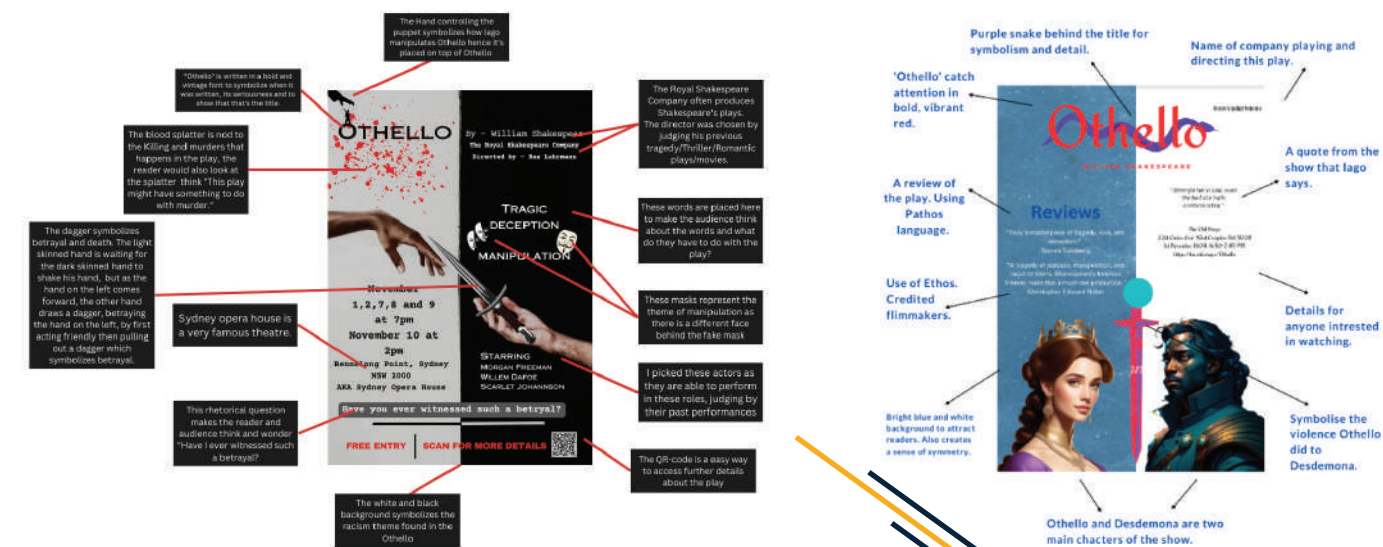 The Hand controlling the
puppet symbolizes how Iago
manipulates Othello hence it's
placed on top of Othello
"Othello" is written in a bold and
vintage font to symbolize when it
was written, its seriousness and to
show that that's the title.
The blood splatter is nod to
the Killing and murders that
happens in the play, the
reader would also look at
the splatter think "This play
might have something to do
with murder."
The dagger symbolizes
betrayal and death. The light
skinned hand is waiting for
the dark skinned hand to
shake his hand, but as the
hand on the left comes
forward, the other hand
draws a dagger, betraying
the hand on the left, by first
acting friendly then pulling
out a dagger which
symbolizes betrayal.
Sydney opera house is
a very famous theatre.
This rhetorical question
makes the reader and
audience think and wonder
"Have I ever witnessed such
a betrayal?
The white and black
background symbolizes the
racism theme found in the
Othello
OTHELLO
By - William Shakespear
The Royal Shakespeare Company
Directed by - Baz Luhrmann
TRAGIC
DECEPTION
MANIPULATION
November
1,2,7,8 and 9
at 7pm
November 10 at
2pm
Bennelong Point, Sydney
NSW 2000
AKA Sydney Opera House
STARRING
MORGAN FREEMAN
WILLEM DAFOE
SCARLET JOHANNSON
Have you ever witnessed such a betryal?
FREE ENTRY
SCAN FOR MORE DETAILS
The Royal Shakespeare
Company often produces
Shakespeare's plays.
The director was chosen by
judging his previous
tragedy/Thriller/Romantic
plays/movies.
These words are placed here
to make the audience think
about the words and what
do they have to do with the
play?
These masks represent the
theme of manipulation as
there is a different face
behind the fake mask
I picked these actors as
they are able to perform
in these roles, judging by
their past performances
The QR-code is a easy way
to access further details
about the play
Purple snake behind the title for
symbolism and detail.
Name of company playing and
directing this play.
'Othello' catch
attention in
bold, vibrant
red.
A review of
the play. Using
Pathos
language.
Use of Ethos.
Credited
flimmakers.
Bright blue and white
background to attract
readers. Also creates
a sense of symmetry.
Othello
WILLIAM SHAKESPEARE
Reviews
A quote from the
show that Iago
says.
Details for
anyone intrested
in watching.
Symbolise the
violence Othello
did to
Desdemona.
Othello and Desdemona are two
main chacters of the show.